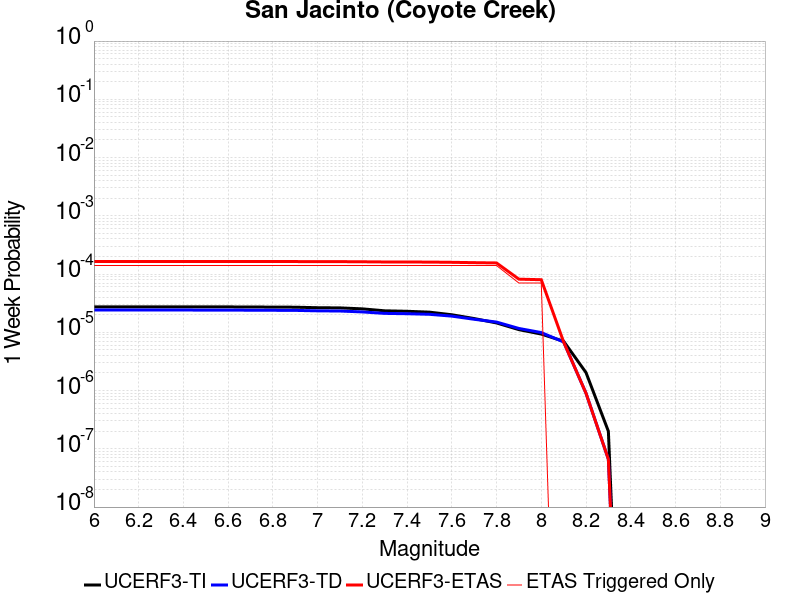 San Jacinto (Coyote Creek)
10^0
10^-1
10^-2
10^-3
10^-4
10^-5
10^-6
10^-7
10^-8
1 Week Probability
6 6.2 6.4 6.6 6.8 7 7.2 7.4 7.6 7.8 8 8.2 8.4 8.6 8.8 9
Magnitude
UCERF3-TI UCERF3-TD UCERF3-ETAS ETAS Triggered Only